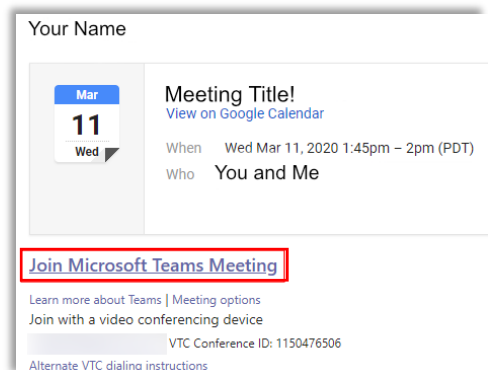 Your Name
Mar
11
Wed
Meeting Title!
View on Google Calendar
When Wed Mar 11, 2020 1:45pm – 2pm (PDT)
Who You and Me
Join Microsoft Teams Meeting
Learn more about Teams | Meeting options
Join with a video conferencing device
VTC Conference ID: 1150476506
Alternate VTC dialing instructions